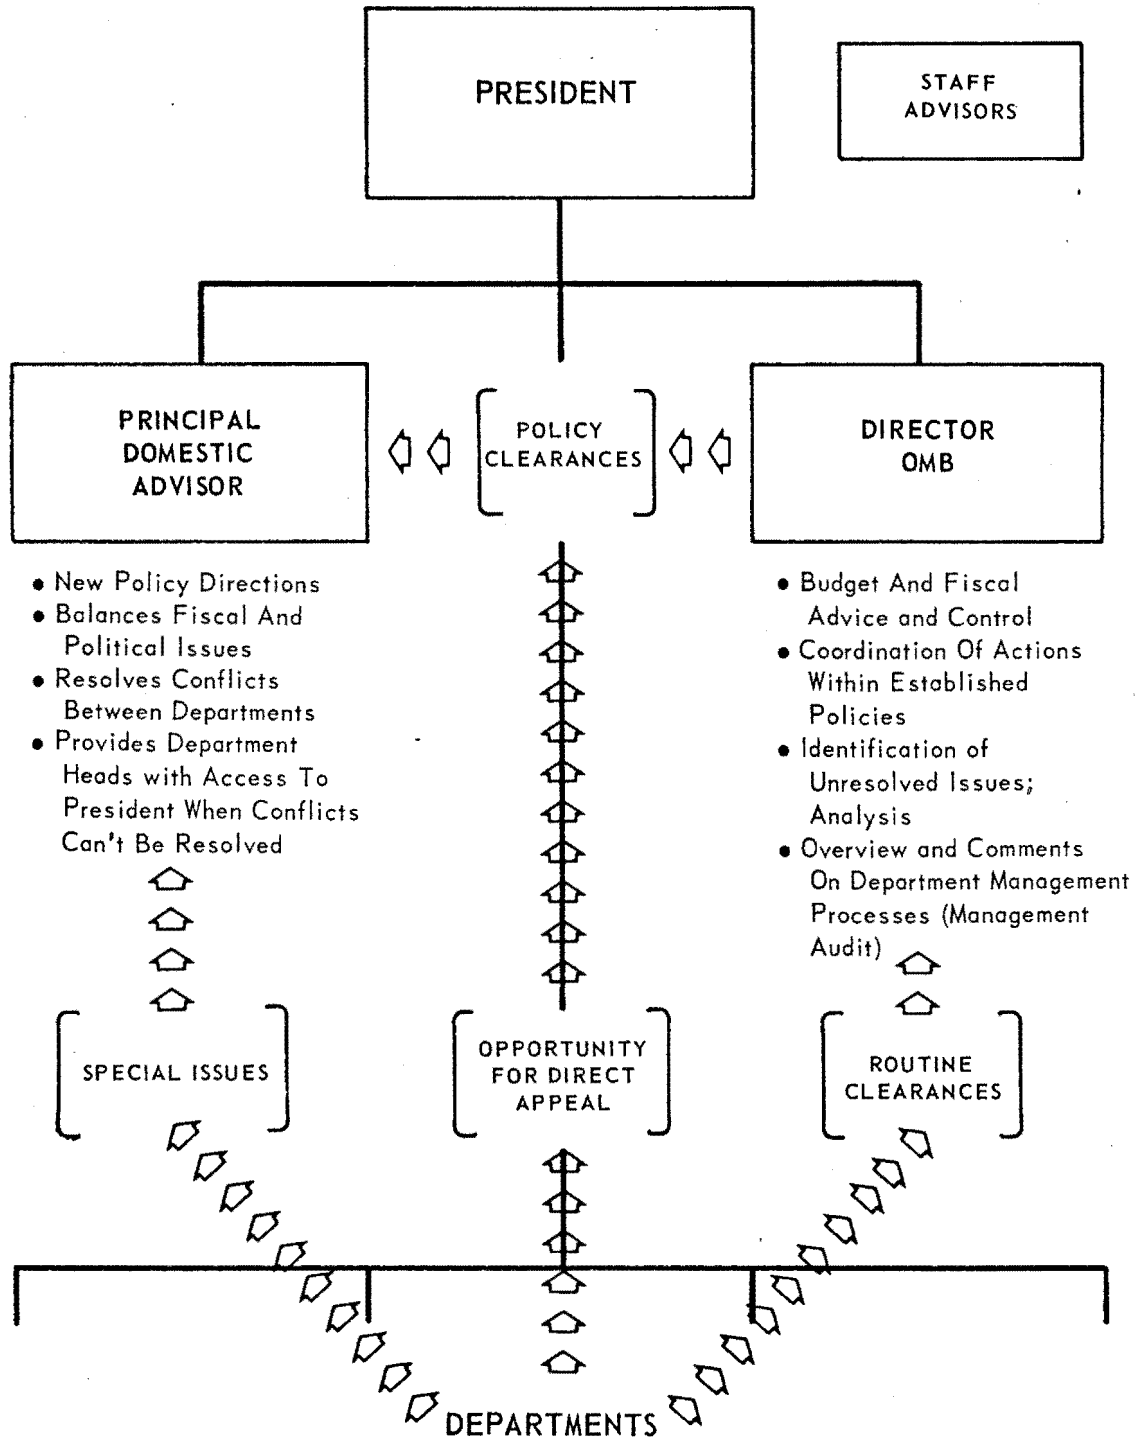 PRESIDENT
STAFF
ADVISORS
PRINCIPAL
DOMESTIC
ADVISOR
POLICY
CLEARANCES
DIRECTOR
OMB
• New Policy Directions
• Balances Fiscal And
Political Issues
• Resolves Conflicts
Between Departments
• Provides Department
Heads with Access To
President When Conflicts
Can't Be Resolved
• Budget And Fiscal
Advice and Control
• Coordination Of Actions
Within Established
Policies
• Identification of
Unresolved Issues;
Analysis
• Overview and Comments
On Department Management
Processes (Management
Audit)
SPECIAL ISSUES
OPPORTUNITY
FOR DIRECT
APPEAL
ROUTINE
CLEARANCES
DEPARTMENTS